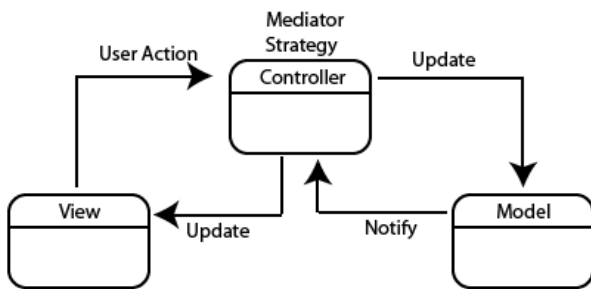 Mediator
Strategy
User Action
Controller
Update
View
Update
Notify
Model